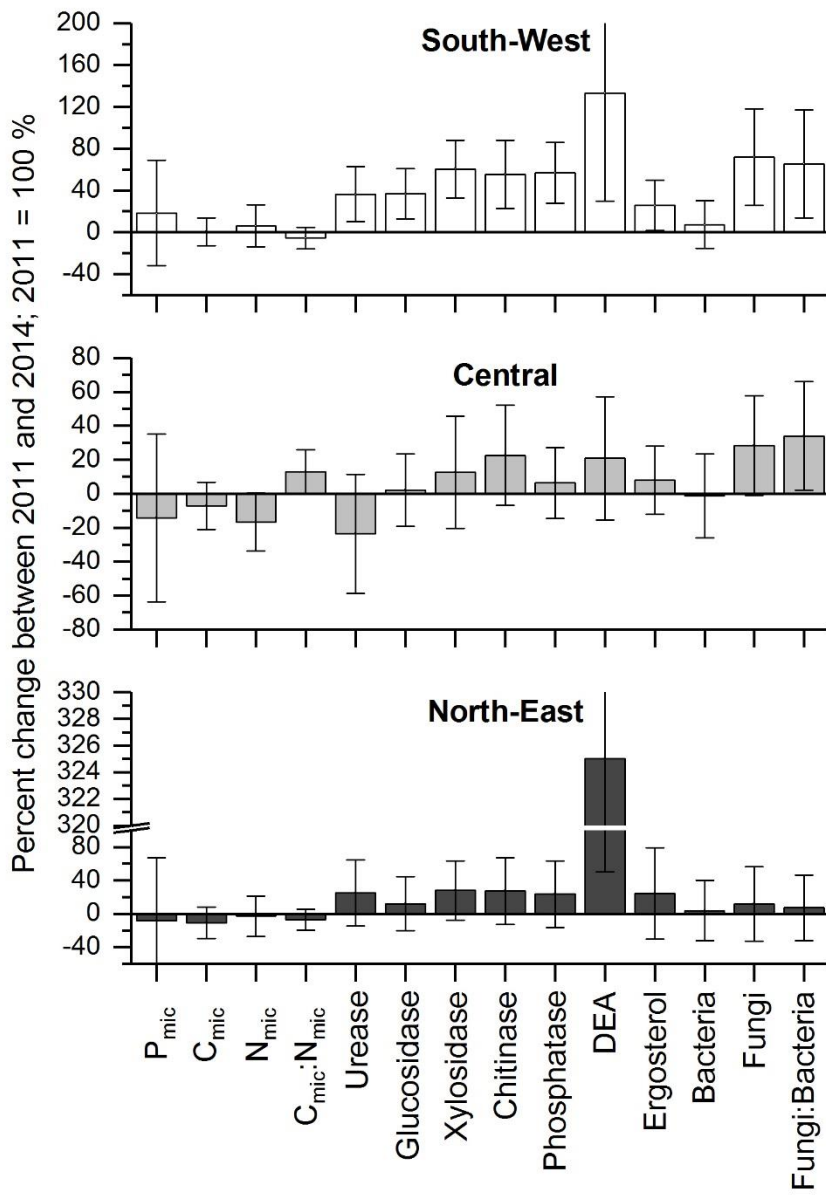 Percent change between 2011 and 2014; 2011 = 100 %
South-West
200
160
120
80
40
0
-40
Central
80
60
40
20
0
-20
-40
-60
-80
North-East
330
328
326
324
322
320
80
40
0
-40
Pmic
Cmic
Nmic
Cmic:Nmic
Urease
Glucosidase
Xylosidase
Chitinase
Phosphatase
DEA
Ergosterol
Bacteria
Fungi
Fungi:Bacteria